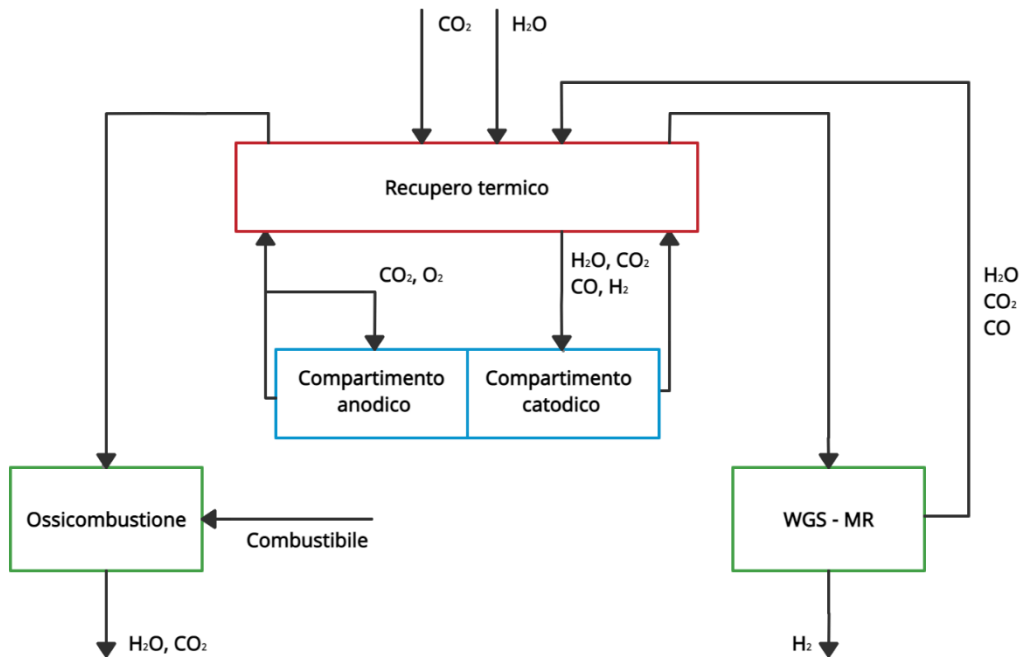 CO₂
H₂O
Recupero termico
CO₂, O₂
H₂O, CO₂
CO, H₂
H₂O
CO₂
CO
Compartimento
anodico
Compartimento
catodico
Ossicombustione
Combustibile
WGS - MR
H₂O, CO₂
H₂